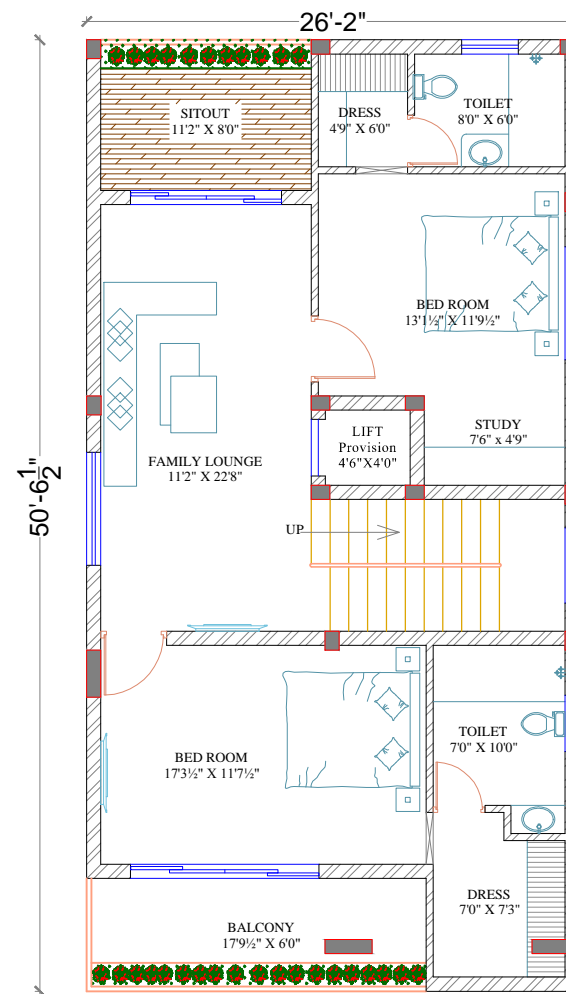 26'-2"
SITOUT
11'2" X 8'0"
DRESS
4'9" X 6'0"
TOILET
8'0" X 6'0"
BED ROOM
13'1½" X 11'9½"
LIFT
Provision
4'6"X4'0"
STUDY
7'6" x 4'9"
FAMILY LOUNGE
11'2" X 22'8"
50'-6½"
UP
TOILET
7'0" X 10'0"
BED ROOM
17'3½" X 11'7½"
DRESS
7'0" X 7'3"
BALCONY
17'9½" X 6'0"